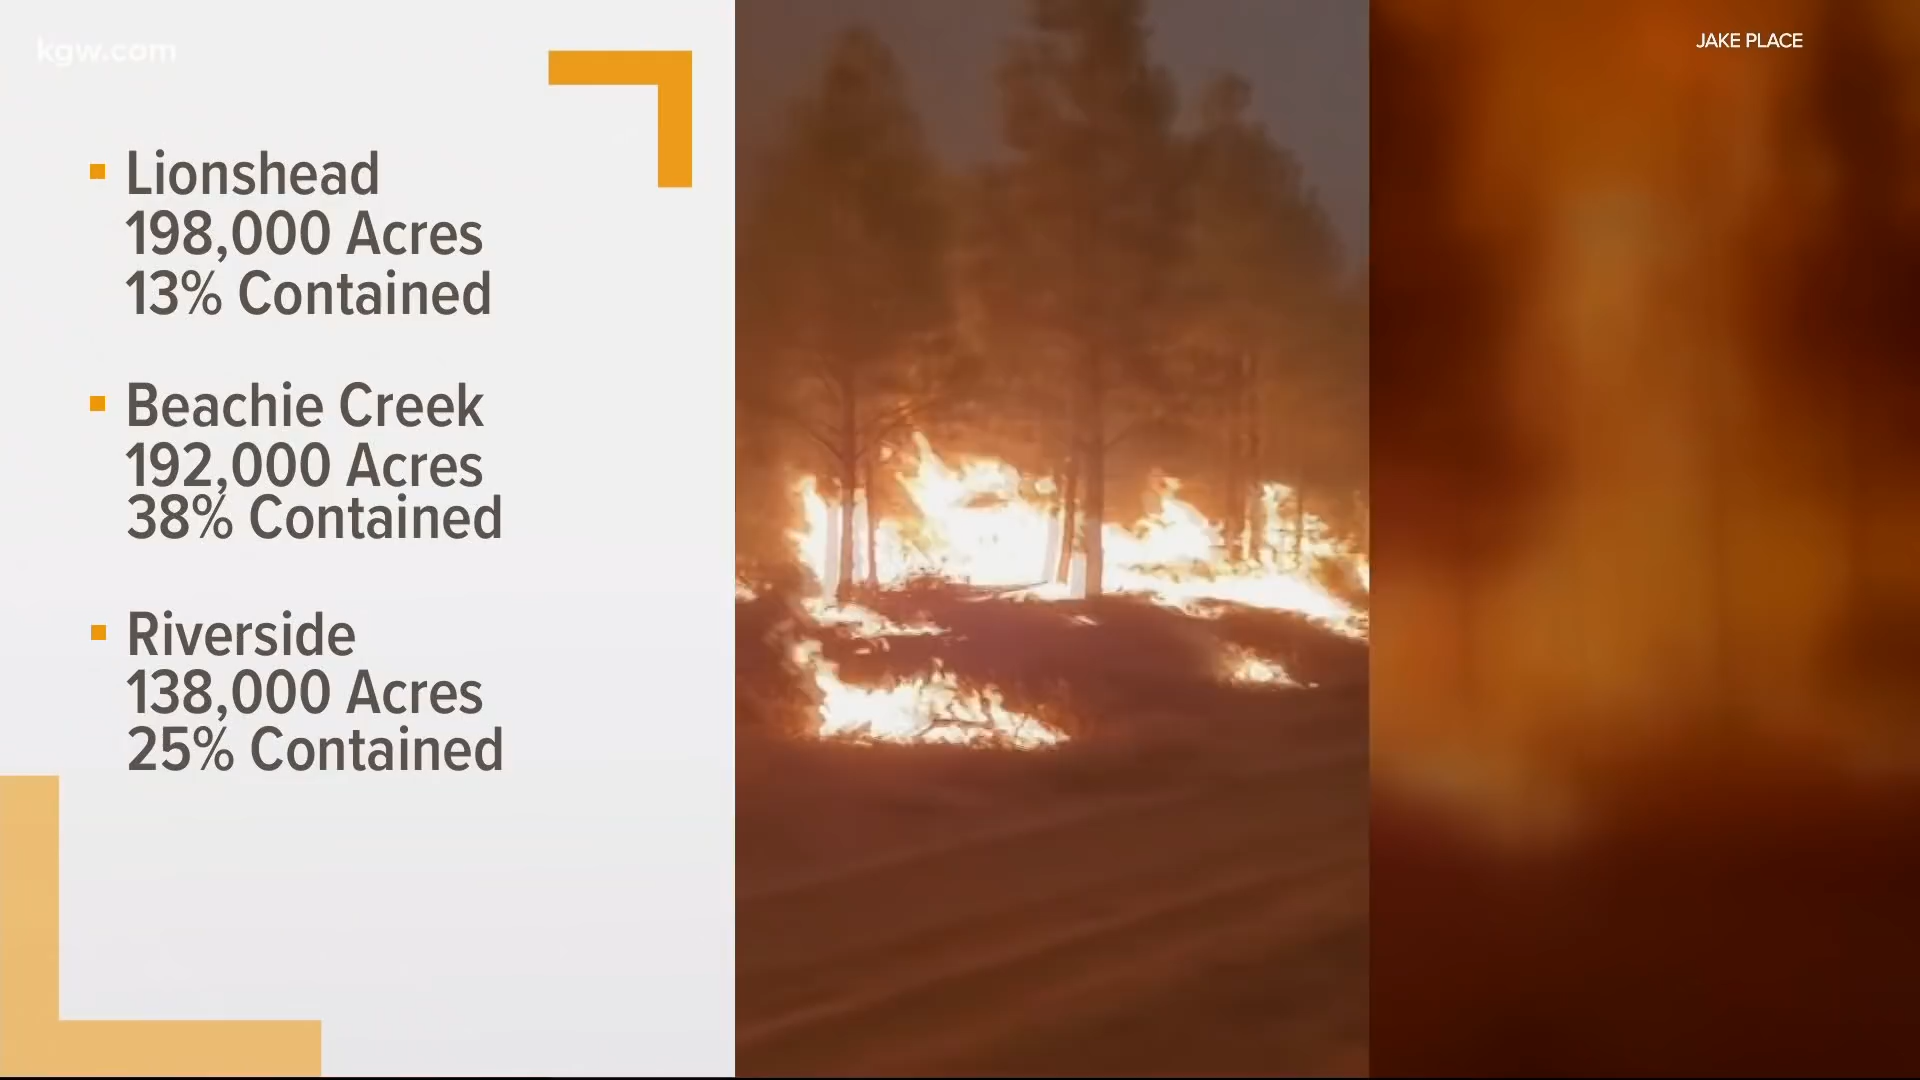 kgw.com
JAKE PLACE
Lionshead
198,000 Acres
13% Contained
Beachie Creek
192,000 Acres
38% Contained
Riverside
138,000 Acres
25% Contained